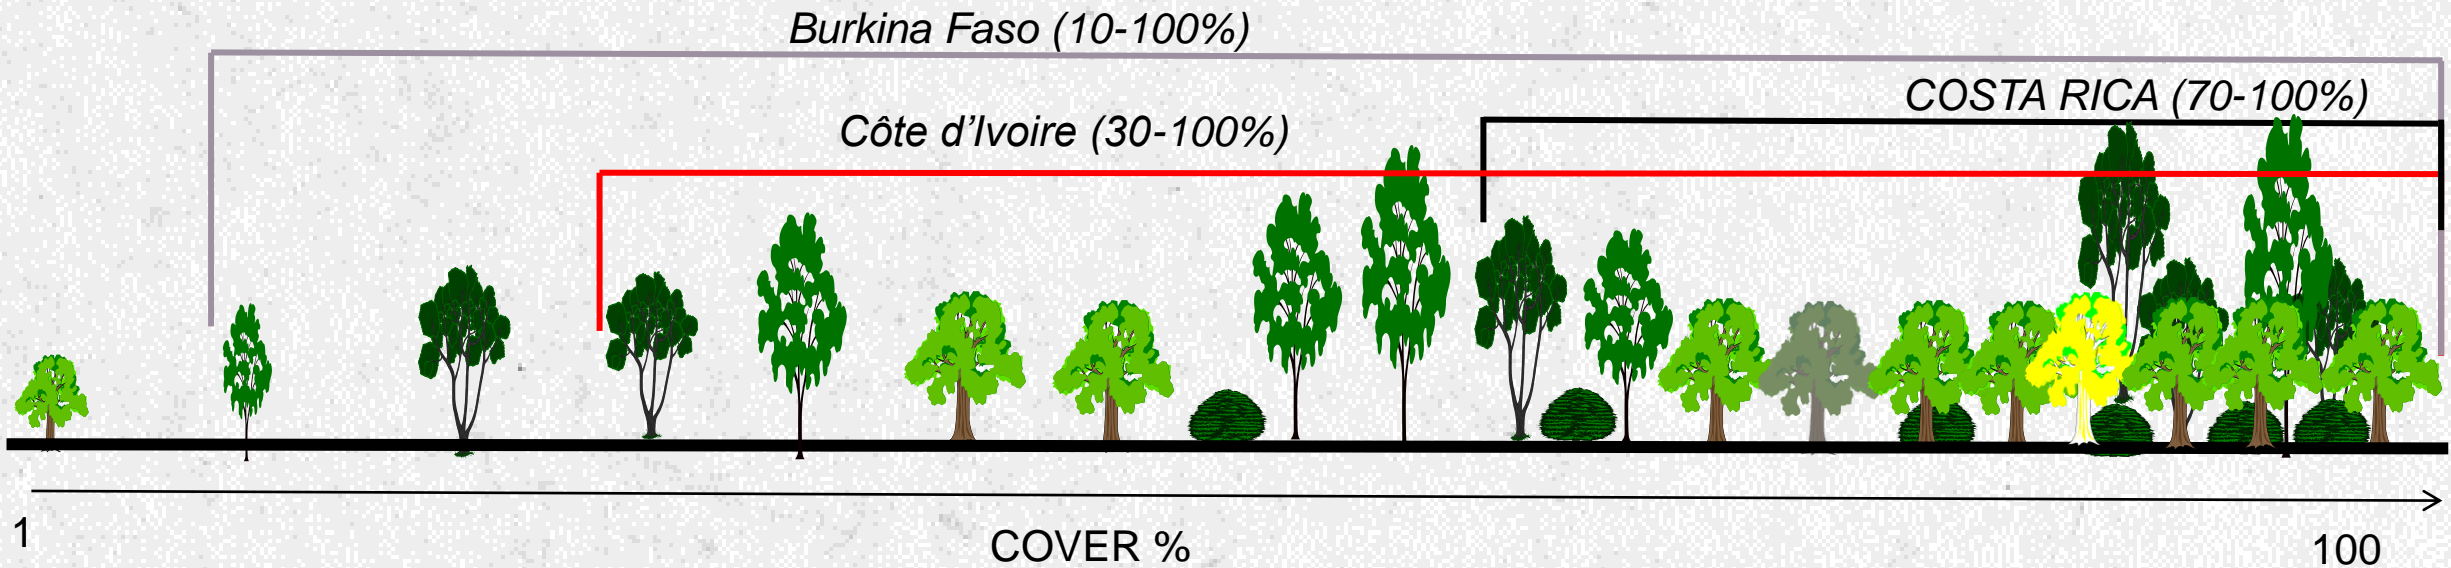 Burkina Faso (10-100%)
COSTA RICA (70-100%)
Côte d’Ivoire (30-100%)
1
COVER %
100